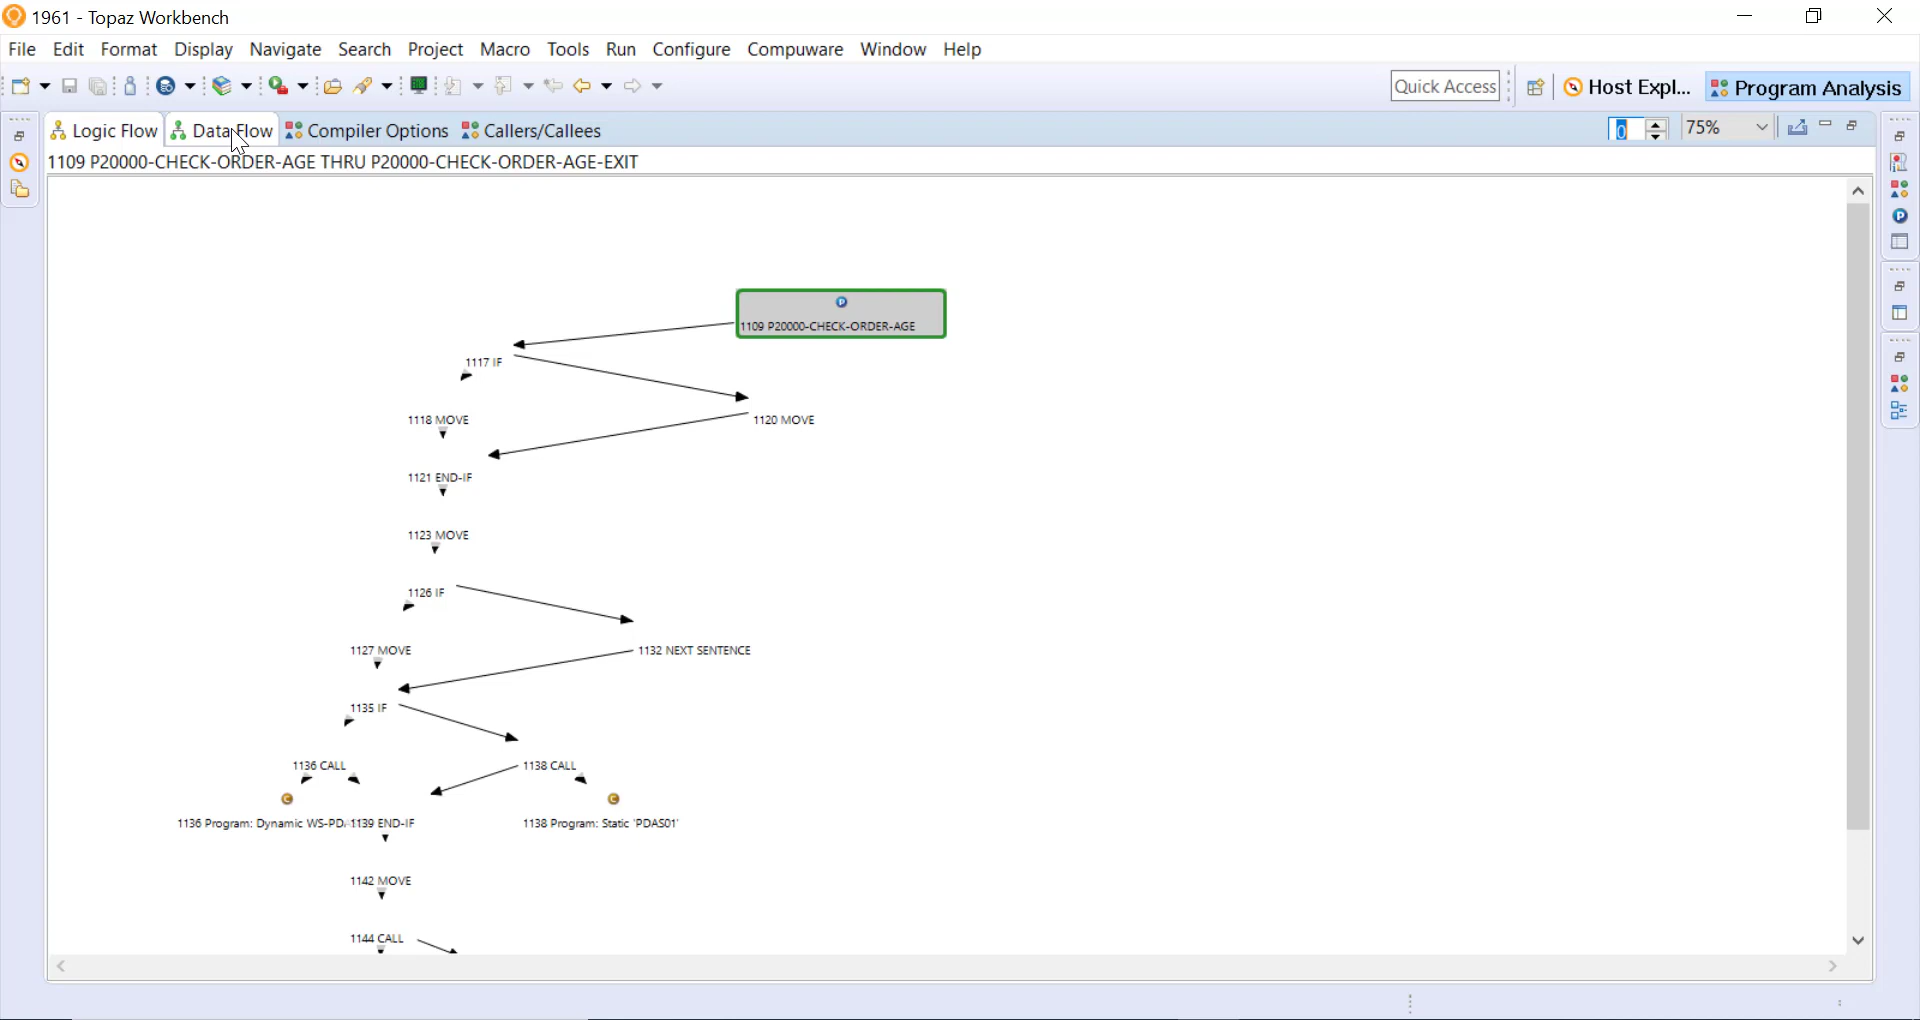 1961 - Topaz Workbench
File Edit Format Display Navigate Search Project Macro Tools Run Configure Compuware Window Help
Quick Access Host Expl... Program Analysis
Logic Flow Data Flow Compiler Options Callers/Callees 0 75%
1109 P20000-CHECK-ORDER-AGE THRU P20000-CHECK-ORDER-AGE-EXIT
P
1109 P20000-CHECK-ORDER-AGE
1117 IF
1118 MOVE 1120 MOVE
1121 END-IF
1123 MOVE
1126 IF
1127 MOVE 1132 NEXT SENTENCE
1135 IF
1136 CALL 1138 CALL
C C
1136 Program: Dynamic WS-PD 1139 END-IF 1138 Program: Static 'PDAS01'
1142 MOVE
1144 CALL